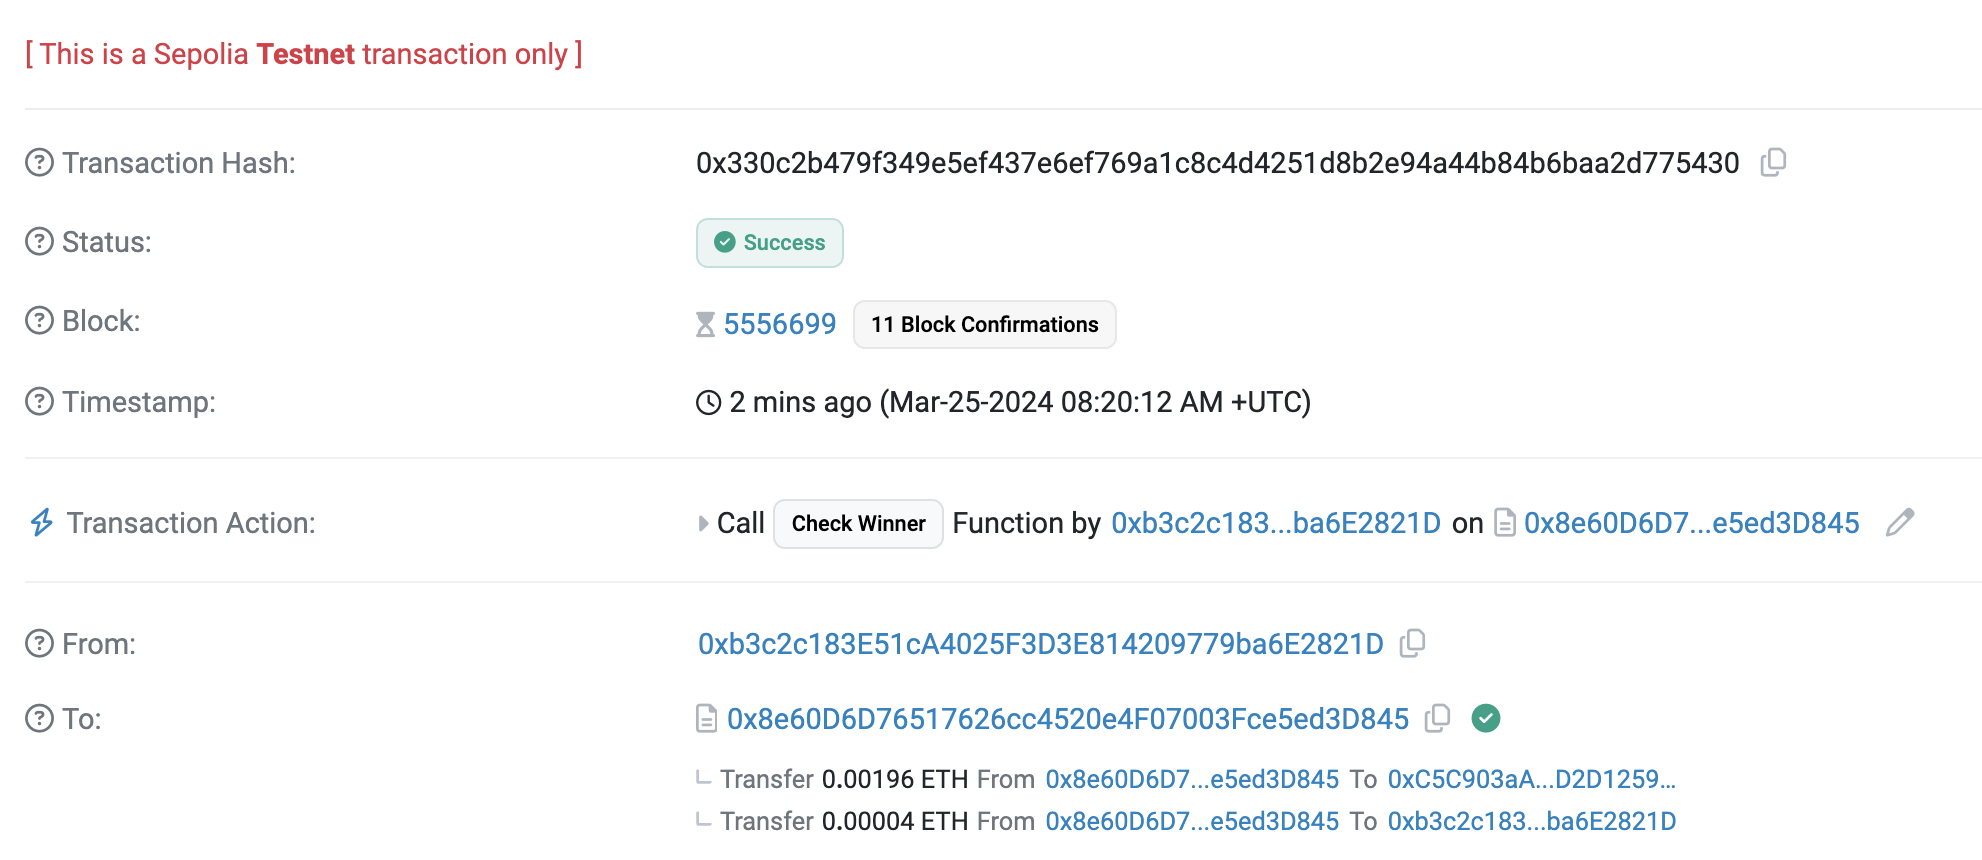 [ This is a Sepolia Testnet transaction only ]
Transaction Hash: 0x330c2b479f349e5ef437e6ef769a1c8c4d4251d8b2e94a44b84b6baa2d775430
Status: Success
Block: 5556699 11 Block Confirmations
Timestamp: 2 mins ago (Mar-25-2024 08:20:12 AM +UTC)
Transaction Action: Call Check Winner Function by 0xb3c2c183...ba6E2821D on 0x8e60D6D7...e5ed3D845
From: 0xb3c2c183E51cA4025F3D3E814209779ba6E2821D
To: 0x8e60D6D76517626cc4520e4F07003Fce5ed3D845
Transfer 0.00196 ETH From 0x8e60D6D7...e5ed3D845 To 0xC5C903aA...D2D1259...
Transfer 0.00004 ETH From 0x8e60D6D7...e5ed3D845 To 0xb3c2c183...ba6E2821D